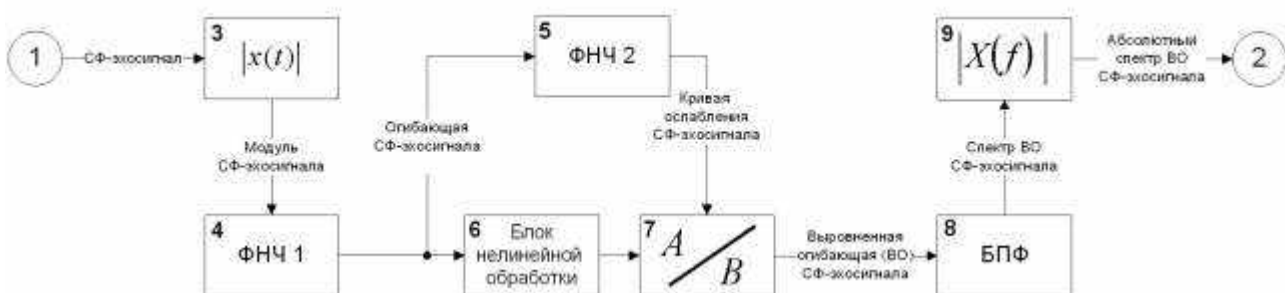 1
СФ-эхосигнал
3
|x(t)|
Модуль
СФ-эхосигнала
4
ФНЧ 1
Огибающая
СФ-эхосигнала
5
ФНЧ 2
Кривая
ослабления
СФ-эхосигнала
6
Блок
нелинейной
обработки
7
A
B
Выровненная
огибающая (ВО)
СФ-эхосигнала
8
БПФ
Спектр ВО
СФ-эхосигнала
9
|X(f)|
Абсолютный
спектр ВО
СФ-эхосигнала
2